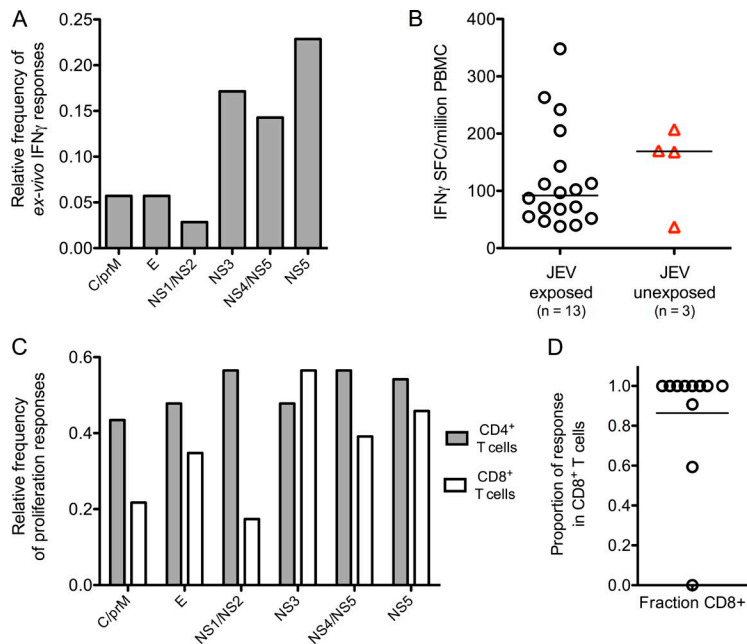 A
Relative frequency of
ex-vivo IFNγ responses
0.25
0.20
0.15
0.10
0.05
0.00
C/prM
E
NS1/NS2
NS3
NS4/NS5
NS5
B
IFNγ SFC/million PBMC
400
300
200
100
0
JEV
exposed
(n = 13)
JEV
unexposed
(n = 3)
C
Relative frequency
of proliferation responses
0.6
0.4
0.2
0.0
CD4⁺
T cells
CD8⁺
T cells
C/prM
E
NS1/NS2
NS3
NS4/NS5
NS5
D
Proportion of response
in CD8⁺ T cells
1.0
0.8
0.6
0.4
0.2
0.0
Fraction CD8+